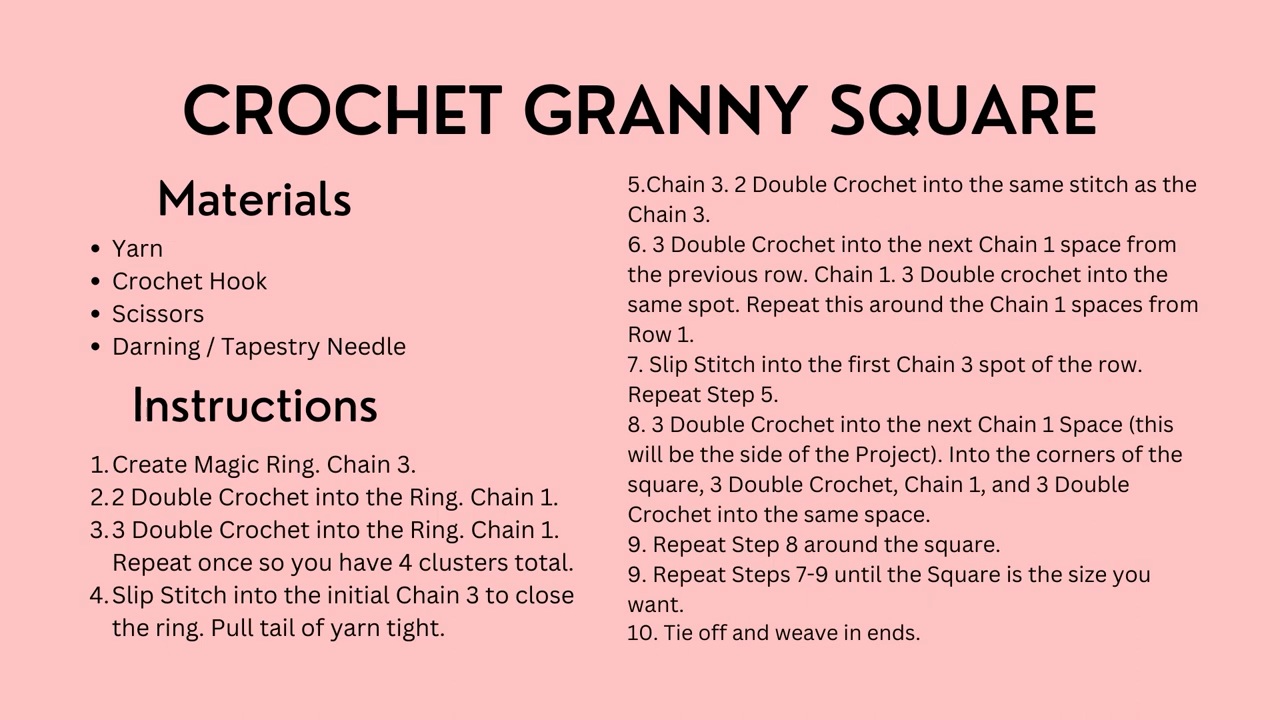 CROCHET GRANNY SQUARE
Materials
• Yarn
• Crochet Hook
• Scissors
• Darning / Tapestry Needle
Instructions
1. Create Magic Ring. Chain 3.
2. 2 Double Crochet into the Ring. Chain 1.
3. 3 Double Crochet into the Ring. Chain 1.
Repeat once so you have 4 clusters total.
4. Slip Stitch into the initial Chain 3 to close
the ring. Pull tail of yarn tight.
5.Chain 3. 2 Double Crochet into the same stitch as the
Chain 3.
6. 3 Double Crochet into the next Chain 1 space from
the previous row. Chain 1. 3 Double crochet into the
same spot. Repeat this around the Chain 1 spaces from
Row 1.
7. Slip Stitch into the first Chain 3 spot of the row.
Repeat Step 5.
8. 3 Double Crochet into the next Chain 1 Space (this
will be the side of the Project). Into the corners of the
square, 3 Double Crochet, Chain 1, and 3 Double
Crochet into the same space.
9. Repeat Step 8 around the square.
9. Repeat Steps 7-9 until the Square is the size you
want.
10. Tie off and weave in ends.